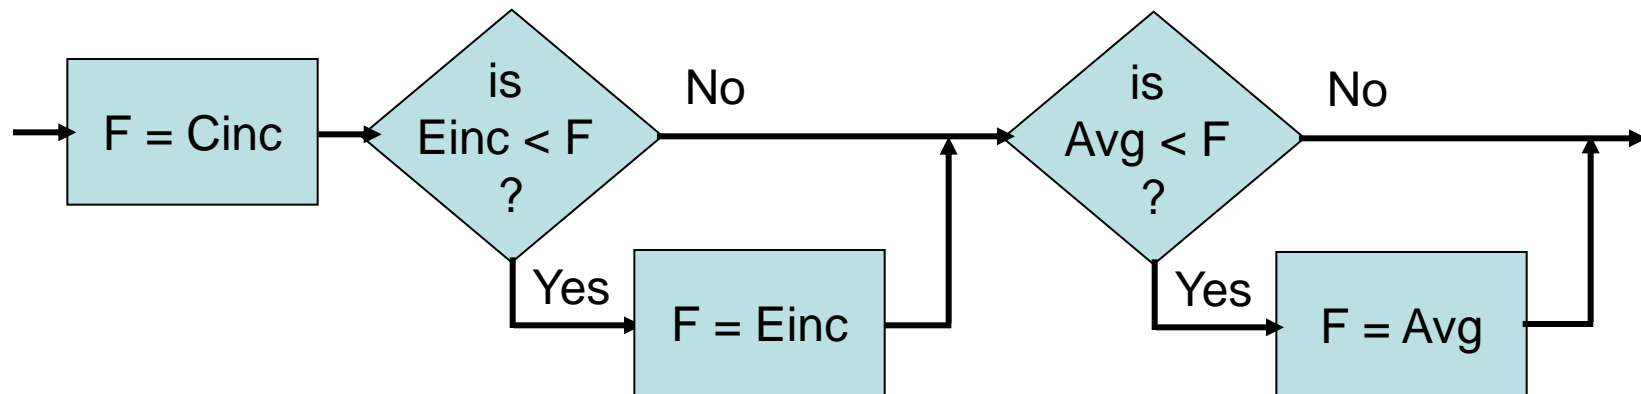 F = Cinc
is
Einc < F
?
No
Yes
F = Einc
is
Avg < F
?
No
Yes
F = Avg